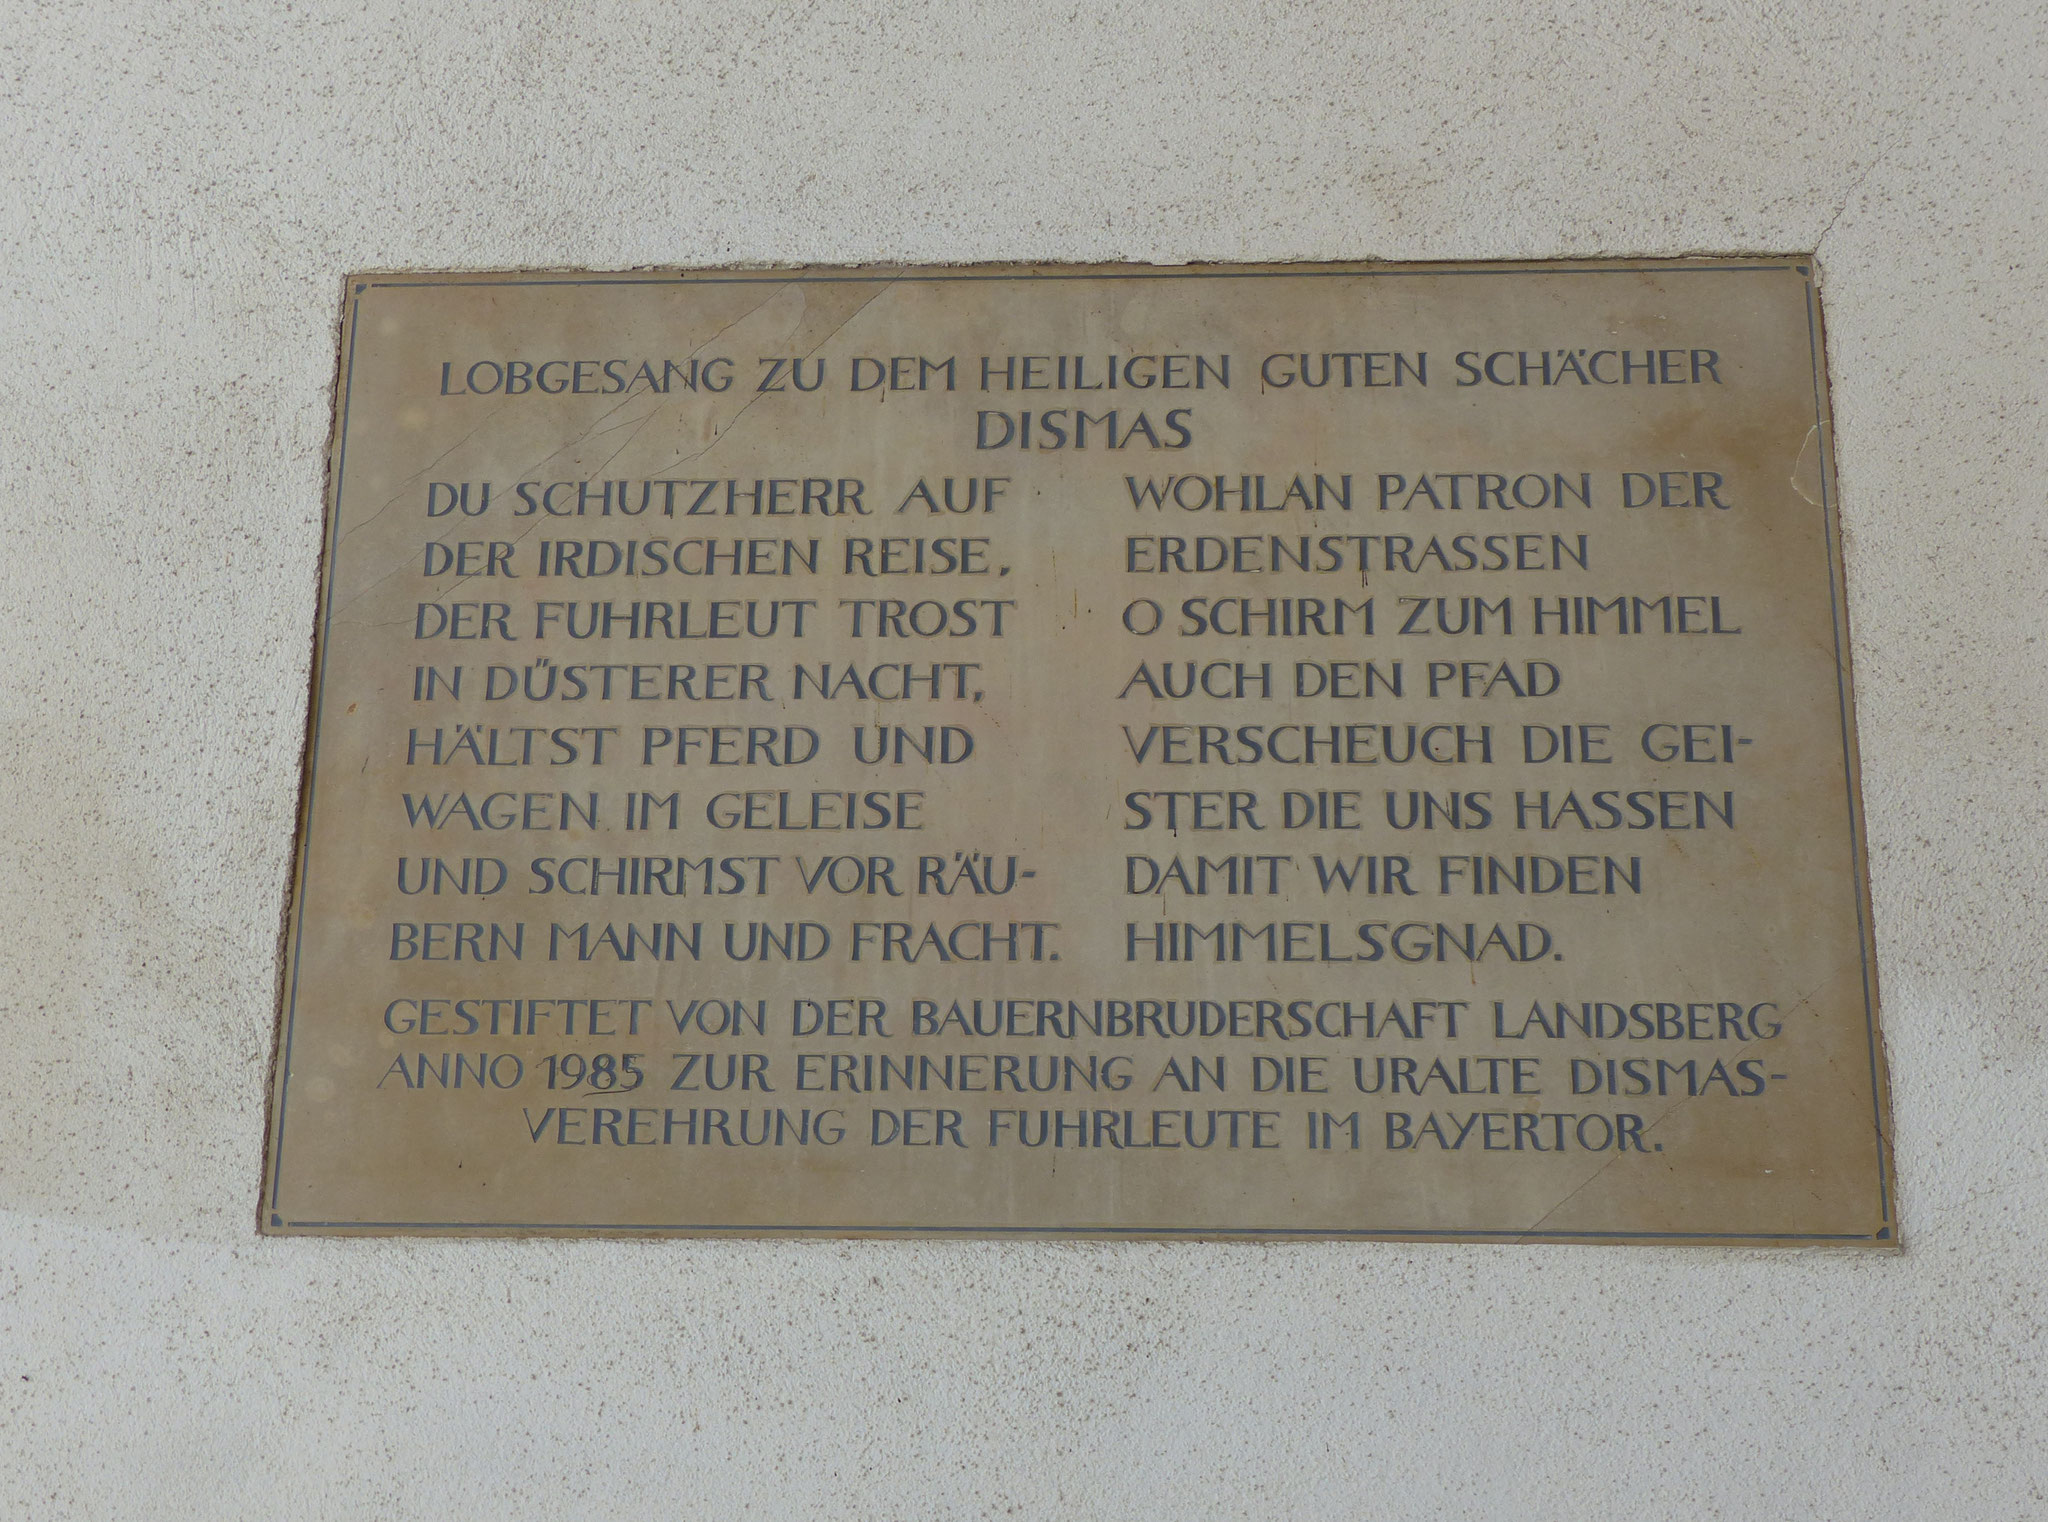 LOBGESANG ZU DEM HEILIGEN GUTEN SCHÄCHER
DISMAS
DU SCHUTZHERR AUF
DER IRDISCHEN REISE,
DER FUHRLEUT TROST
IN DÜSTERER NACHT,
HÄLTST PFERD UND
WAGEN IM GELEISE
UND SCHIRMST VOR RÄU-
BERN MANN UND FRACHT.
WOHLAN PATRON DER
ERDENSTRASSEN
O SCHIRM ZUM HIMMEL
AUCH DEN PFAD
VERSCHEUCH DIE GEI-
STER DIE UNS HASSEN
DAMIT WIR FINDEN
HIMMELSGNAD.
GESTIFTET VON DER BAUERNBRUDERSCHAFT LANDSBERG
ANNO 1985 ZUR ERINNERUNG AN DIE URALTE DISMAS-
VEREHRUNG DER FUHRLEUTE IM BAYERTOR.